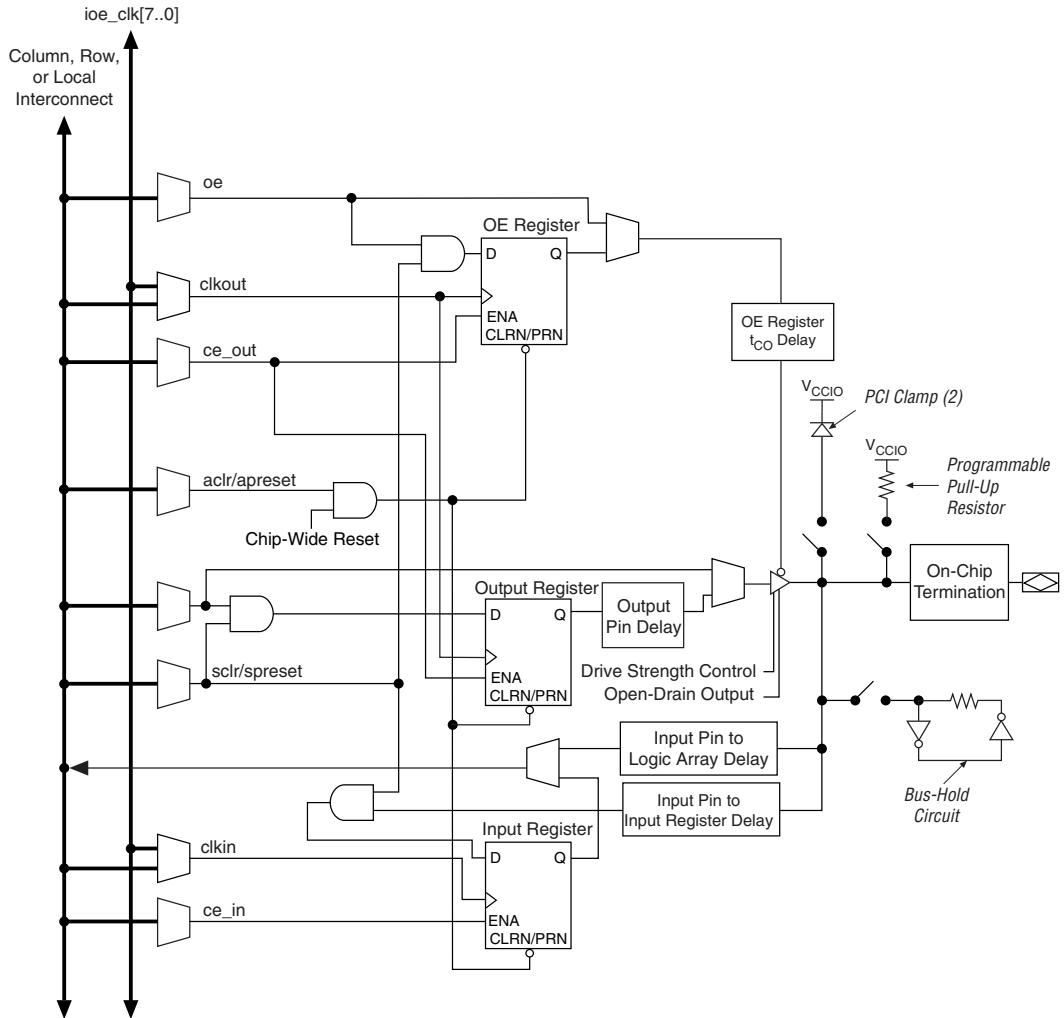 ioe_clk[7..0]
Column, Row,
or Local
Interconnect
oe
OE Register
D
Q
clkout
ENA
CLRN/PRN
OE Register
tCO Delay
ce_out
VCCIO
PCI Clamp (2)
VCCIO
Programmable
Pull-Up
Resistor
aclr/apreset
Chip-Wide Reset
On-Chip
Termination
Output Register
D
Q
Output
Pin Delay
ENA
CLRN/PRN
sclr/spreset
Drive Strength Control
Open-Drain Output
Input Pin to
Logic Array Delay
Input Pin to
Input Register Delay
Bus-Hold
Circuit
Input Register
D
Q
clkin
ENA
CLRN/PRN
ce_in